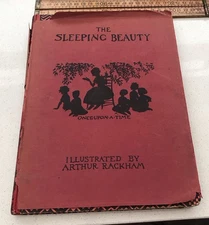 THE
SLEEPING BEAUTY
ONCE UPON A TIME
ILLUSTRATED BY
ARTHUR RACKHAM